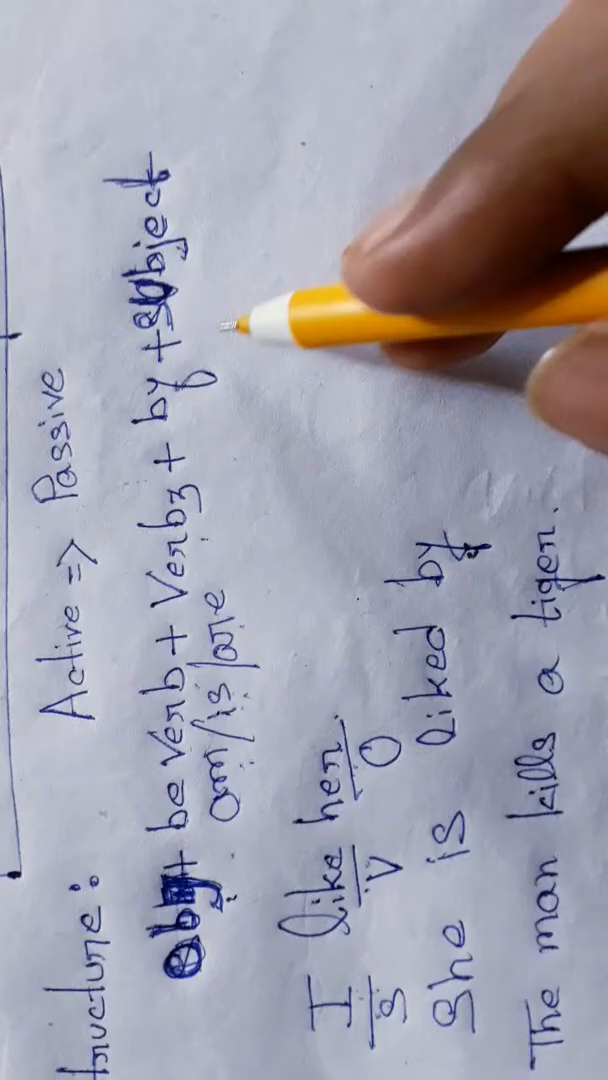 Structure: Active => Passive
Obj + be verb + Verb3 + by + subject
am/is/are
I like her.
S V O
She is liked by
The man kills a tiger.